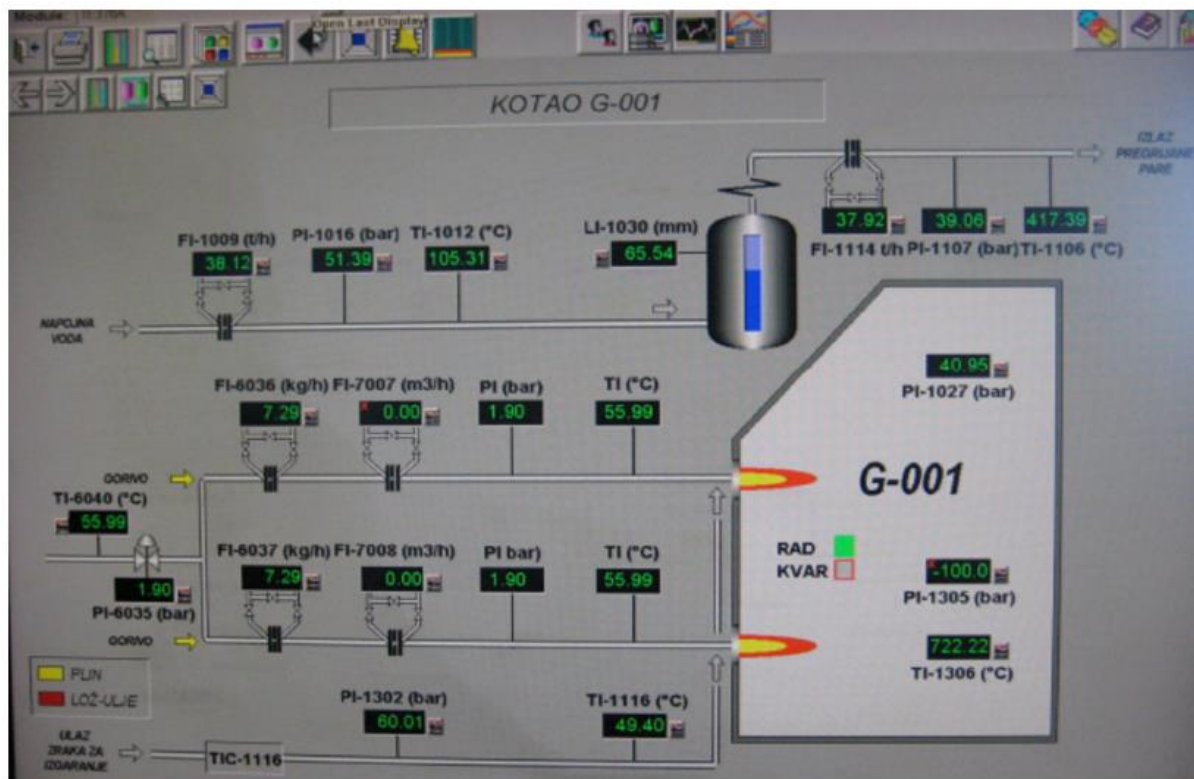 Module:
Open Last Display
KOTAO G-001
IZLAZ
PREGRIJANE
PARE
FI-1009 (t/h)
38.12
PI-1016 (bar)
51.39
TI-1012 (°C)
105.31
LI-1030 (mm)
65.54
37.92
FI-1114 t/h
39.06
PI-1107 (bar)
417.39
TI-1106 (°C)
NAPOJNA
VODA
FI-6036 (kg/h)
7.29
FI-7007 (m3/h)
x
0.00
PI (bar)
1.90
TI (°C)
55.99
40.95
PI-1027 (bar)
GORIVO
G-001
TI-6040 (°C)
55.99
1.90
PI-6035 (bar)
FI-6037 (kg/h)
7.29
FI-7008 (m3/h)
0.00
PI bar)
1.90
TI (°C)
55.99
RAD
KVAR
-100.0
PI-1305 (bar)
GORIVO
722.22
TI-1306 (°C)
PLIN
LOŽ-ULJE
PI-1302 (bar)
60.01
TI-1116 (°C)
49.40
ULAZ
ZRAKA ZA
IZGARANJE
TIC-1116